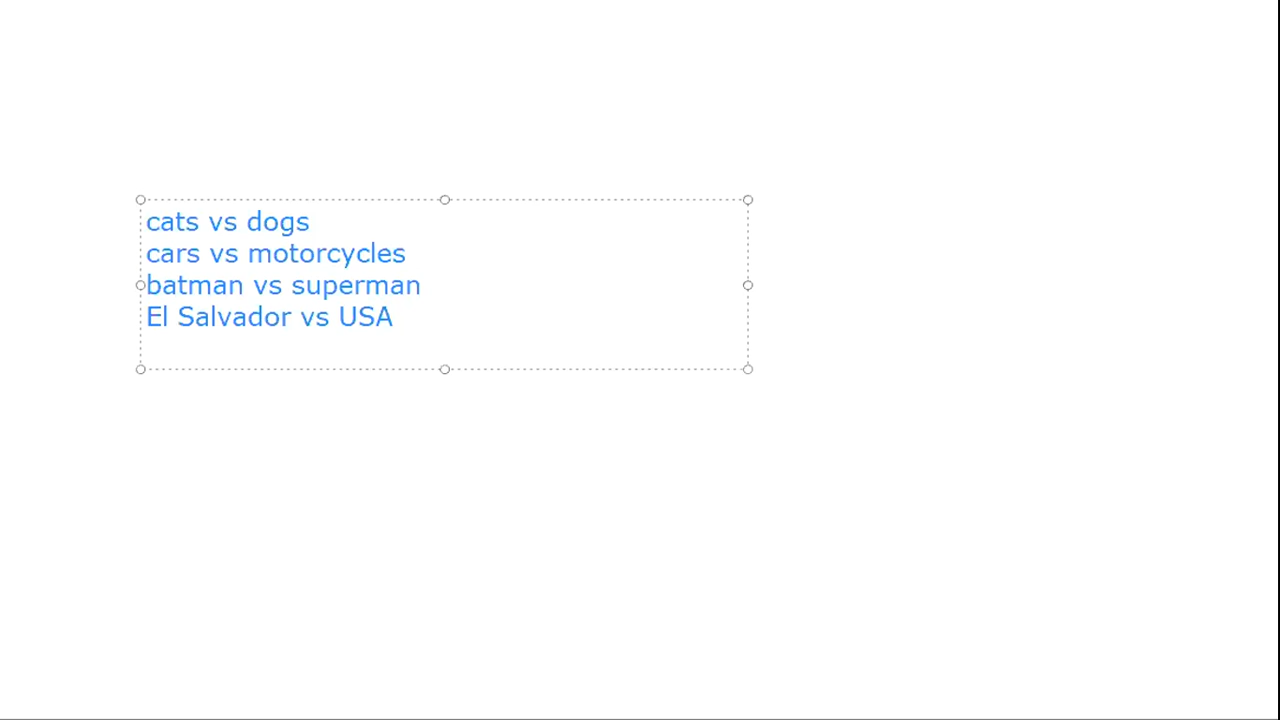 cats vs dogs
cars vs motorcycles
batman vs superman
El Salvador vs USA